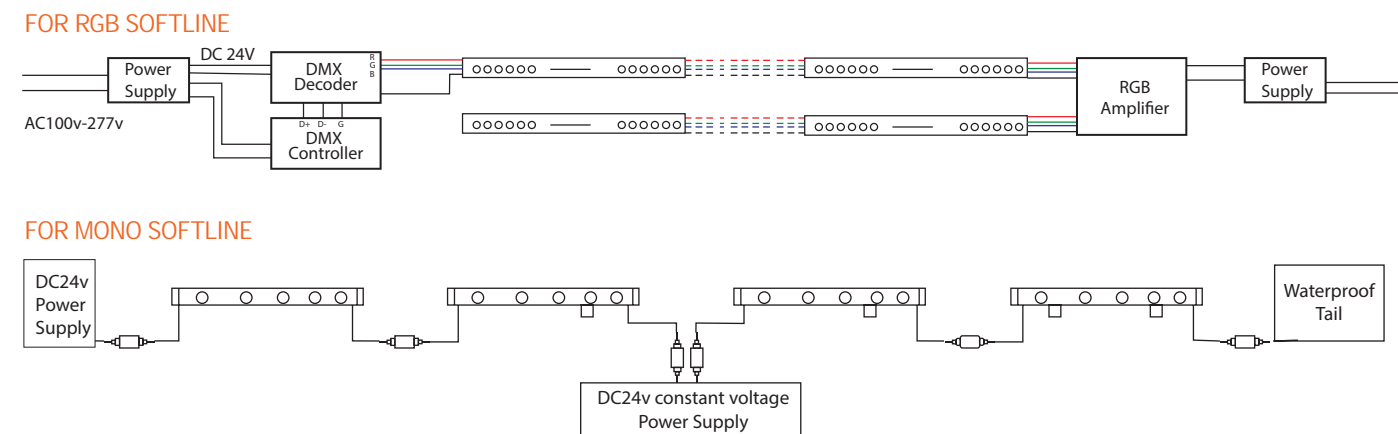 FOR RGB SOFTLINE
DC 24V
Power
Supply
AC100v-277v
DMX
Decoder
R
G
B
D+ D- G
DMX
Controller
RGB
Amplifier
Power
Supply
FOR MONO SOFTLINE
DC24v
Power
Supply
DC24v constant voltage
Power Supply
Waterproof
Tail